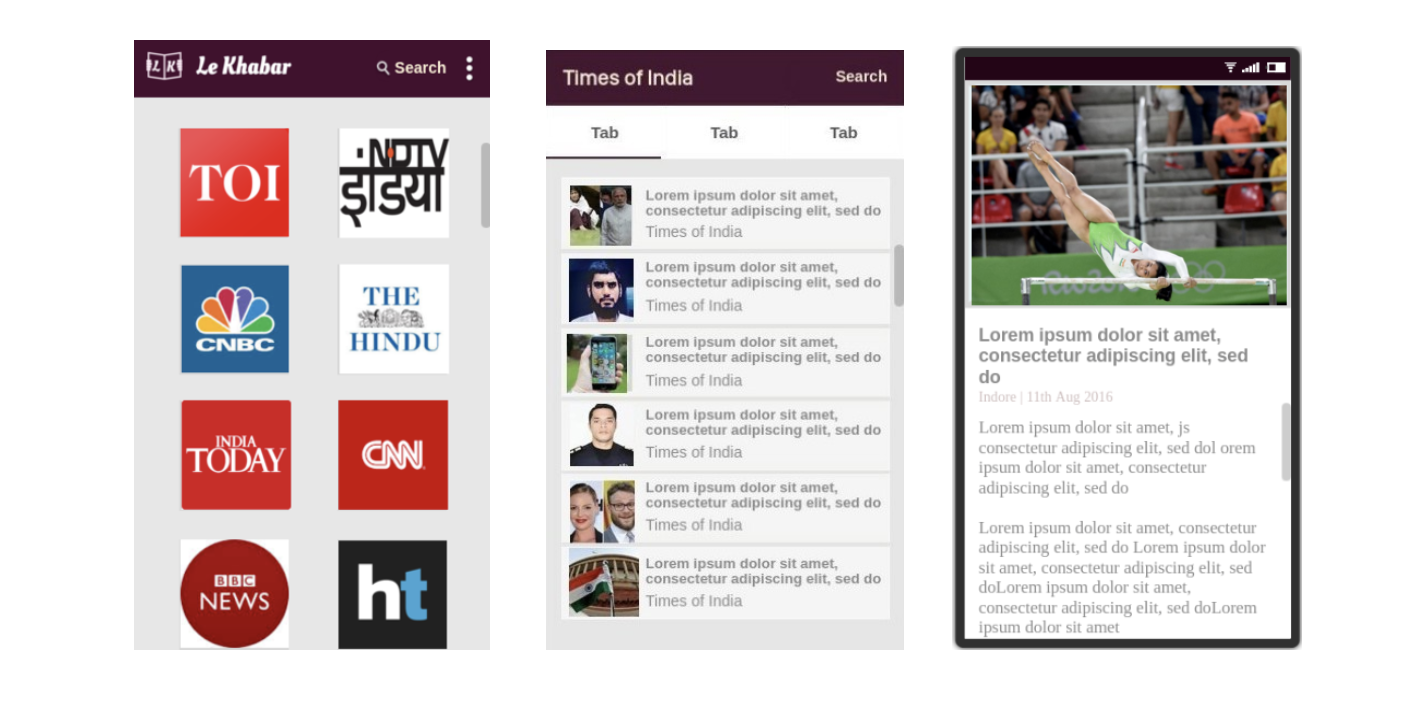 LK
Le Khabar
Search
TOI
NDTV
इंडिया
CNBC
THE
HINDU
INDIA
TODAY
CNN
BBC
NEWS
ht
Times of India
Search
Tab
Tab
Tab
Lorem ipsum dolor sit amet,
consectetur adipiscing elit, sed do
Times of India
Lorem ipsum dolor sit amet,
consectetur adipiscing elit, sed do
Times of India
Lorem ipsum dolor sit amet,
consectetur adipiscing elit, sed do
Times of India
Lorem ipsum dolor sit amet,
consectetur adipiscing elit, sed do
Times of India
Lorem ipsum dolor sit amet,
consectetur adipiscing elit, sed do
Times of India
Lorem ipsum dolor sit amet,
consectetur adipiscing elit, sed do
Times of India
Lorem ipsum dolor sit amet,
consectetur adipiscing elit, sed
do
Indore | 11th Aug 2016
Lorem ipsum dolor sit amet, js
consectetur adipiscing elit, sed dol orem
ipsum dolor sit amet, consectetur
adipiscing elit, sed do
Lorem ipsum dolor sit amet, consectetur
adipiscing elit, sed do Lorem ipsum dolor
sit amet, consectetur adipiscing elit, sed
doLorem ipsum dolor sit amet,
consectetur adipiscing elit, sed doLorem
ipsum dolor sit amet